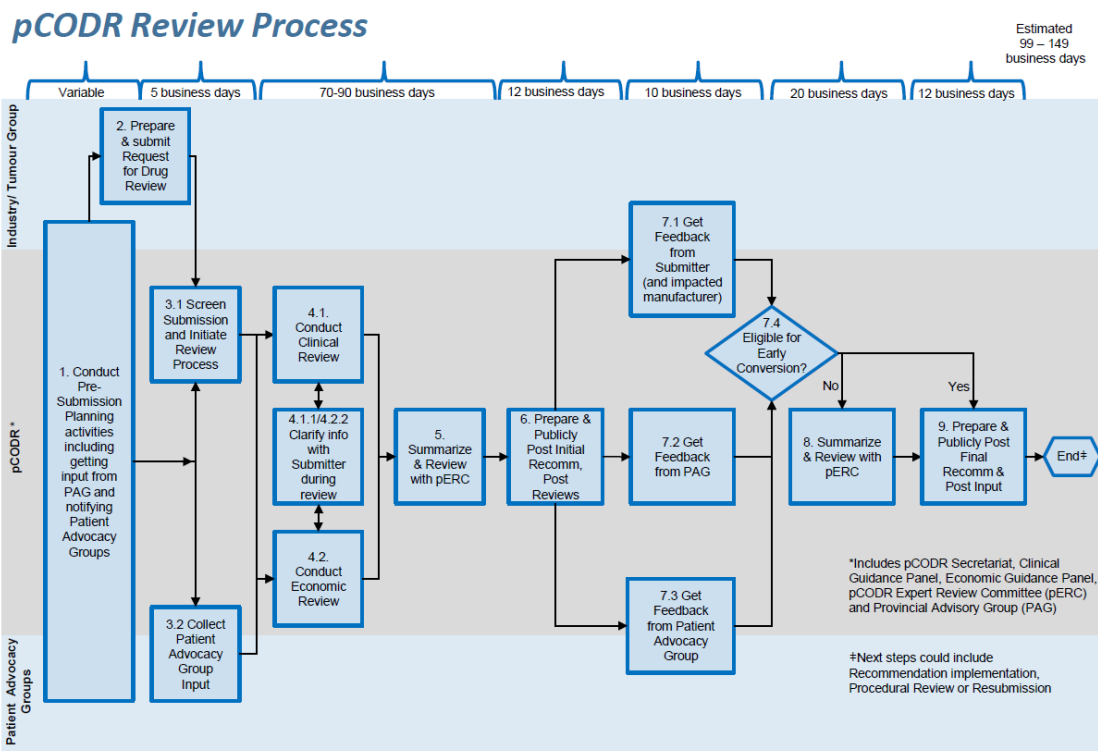 pCODR Review Process
Estimated
99 – 149
business days
Variable
5 business days
70-90 business days
12 business days
10 business days
20 business days
12 business days
Industry/ Tumour Group
pCODR *
Patient Advocacy
Groups
1. Conduct
Pre-
Submission
Planning
activities
including
getting
input from
PAG and
notifying
Patient
Advocacy
Groups
2. Prepare
& submit
Request
for Drug
Review
3.1 Screen
Submission
and Initiate
Review
Process
3.2 Collect
Patient
Advocacy
Group
Input
4.1.
Conduct
Clinical
Review
4.1.1/4.2.2
Clarify info
with
Submitter
during
review
4.2.
Conduct
Economic
Review
5.
Summarize
& Review
with pERC
6. Prepare &
Publicly
Post Initial
Recomm,
Post
Reviews
7.1 Get
Feedback
from
Submitter
(and impacted
manufacturer)
7.2 Get
Feedback
from PAG
7.3 Get
Feedback
from Patient
Advocacy
Group
7.4
Eligible for
Early
Conversion?
No
Yes
8. Summarize
& Review with
pERC
9. Prepare &
Publicly Post
Final
Recomm &
Post Input
End‡
*Includes pCODR Secretariat, Clinical
Guidance Panel, Economic Guidance Panel,
pCODR Expert Review Committee (pERC)
and Provincial Advisory Group (PAG)
‡Next steps could include
Recommendation implementation,
Procedural Review or Resubmission